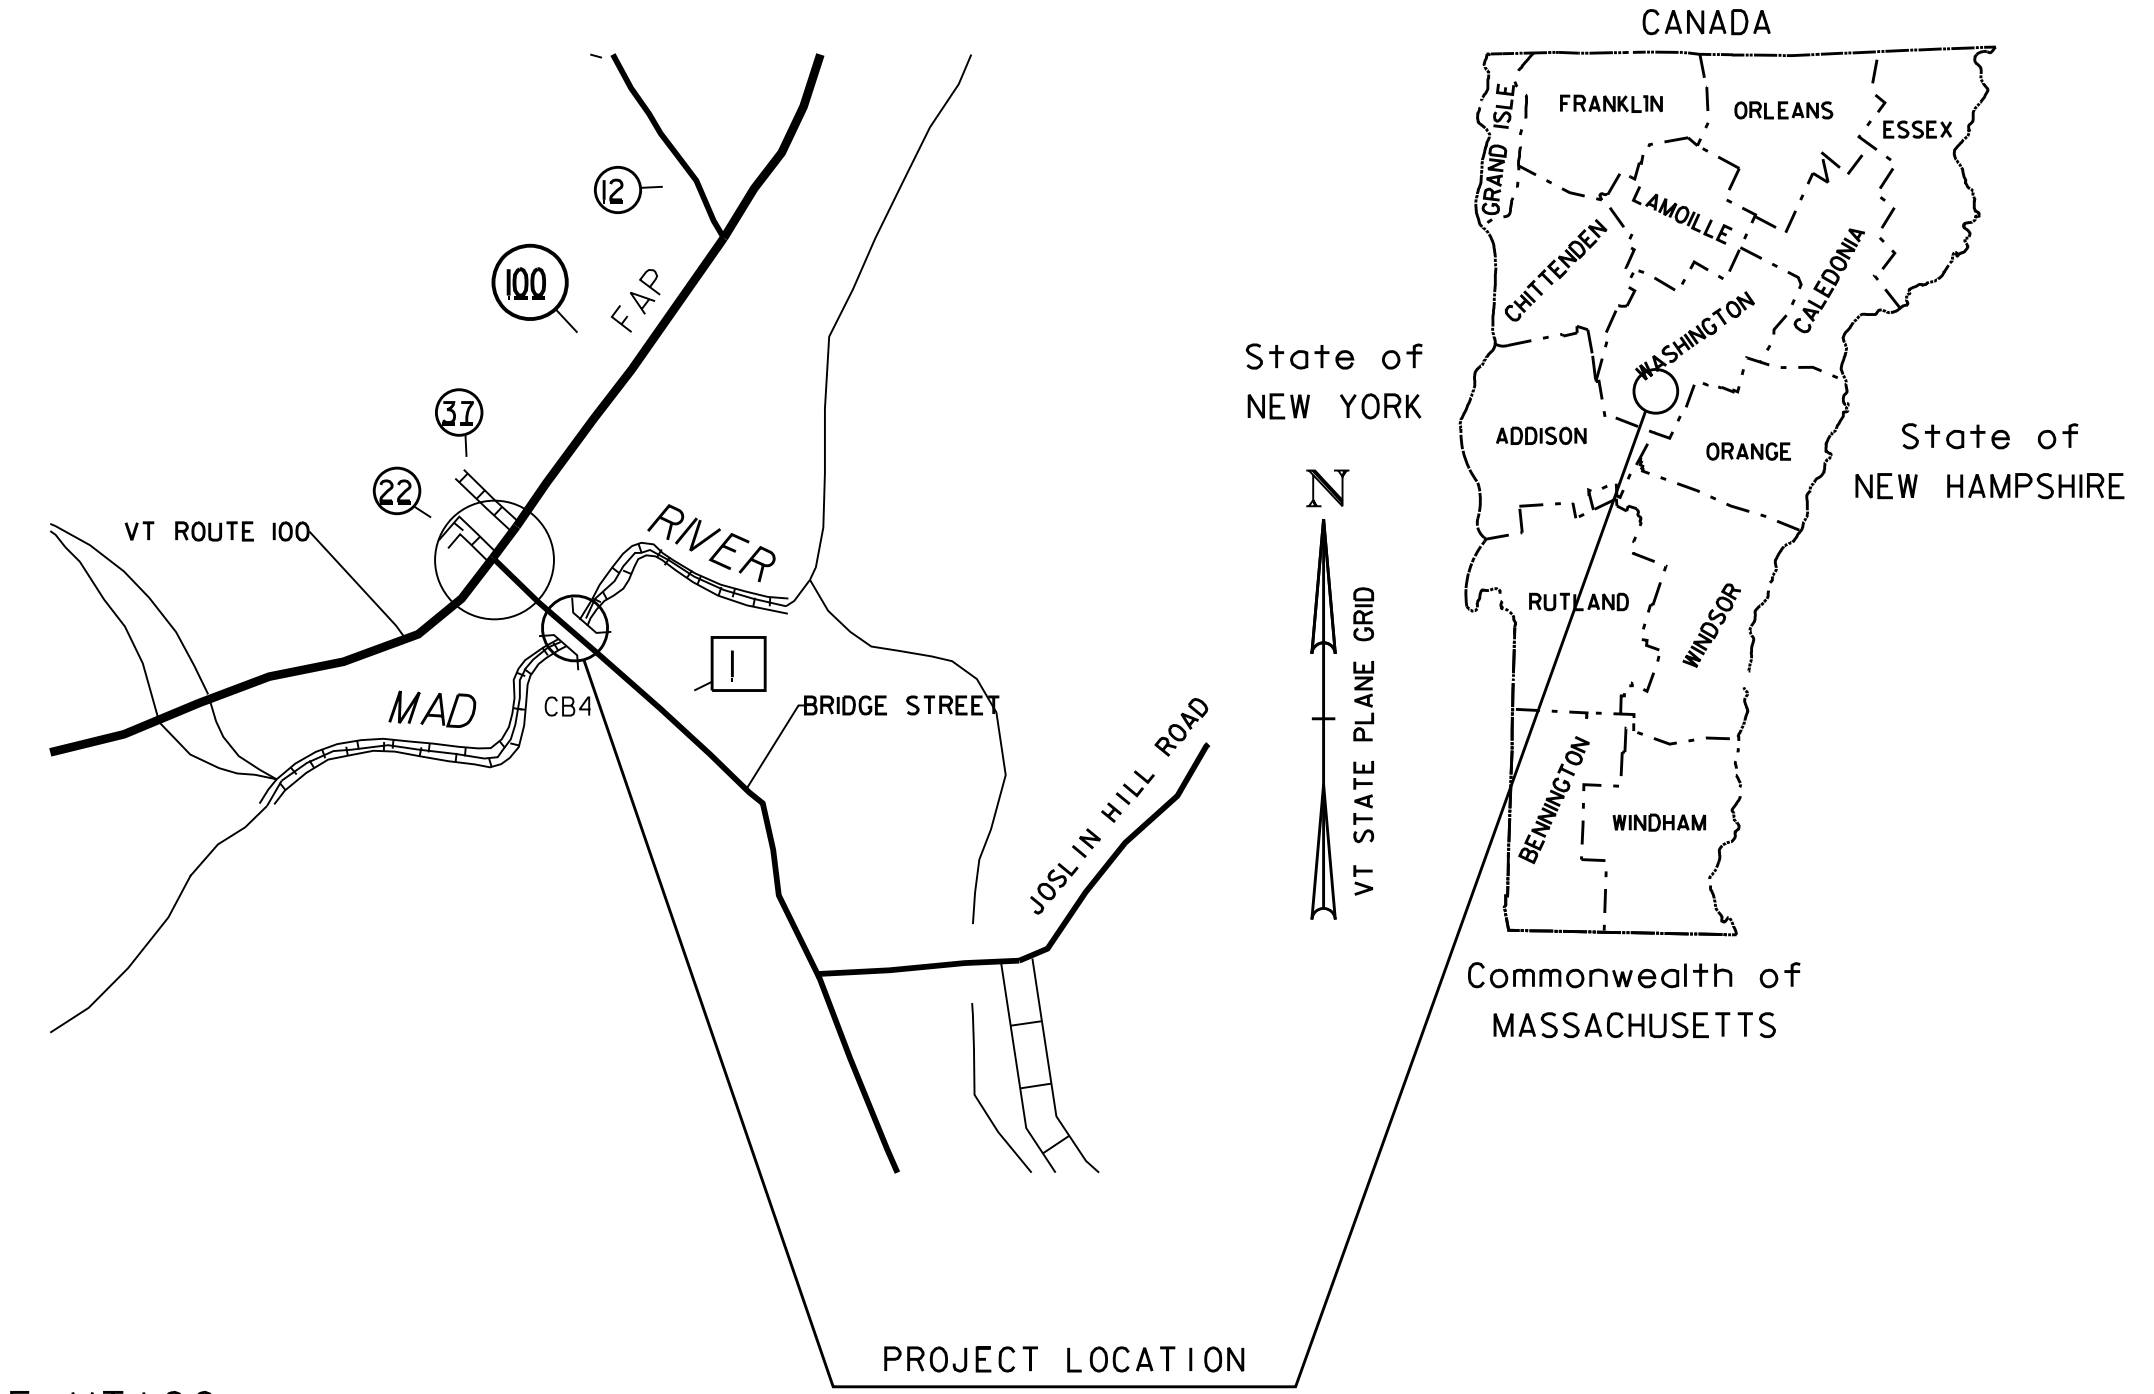 CANADA
GRAND ISLE
FRANKLIN
ORLEANS
ESSEX
LAMOILLE
CHITTENDEN
CALEDONIA
WASHINGTON
ADDISON
ORANGE
RUTLAND
WINDSOR
BENNINGTON
WINDHAM
State of
NEW YORK
State of
NEW HAMPSHIRE
Commonwealth of
MASSACHUSETTS
N
VT STATE PLANE GRID
12
100
FAP
37
22
VT ROUTE 100
RIVER
MAD
CB4
1
BRIDGE STREET
JOSLIN HILL ROAD
PROJECT LOCATION